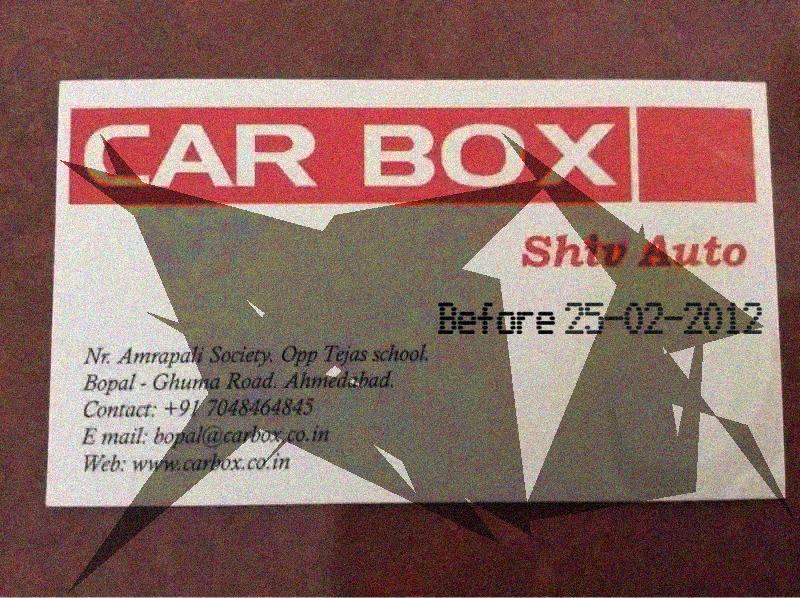 CAR BOX
Shiv Auto
Before 25-02-2012
Nr. Amrapali Society. Opp Tejas school.
Bopal - Ghuma Road. Ahmedabad.
Contact: +91 7048464845
E mail: bopal@carbox.co.in
Web: www.carbox.co.in